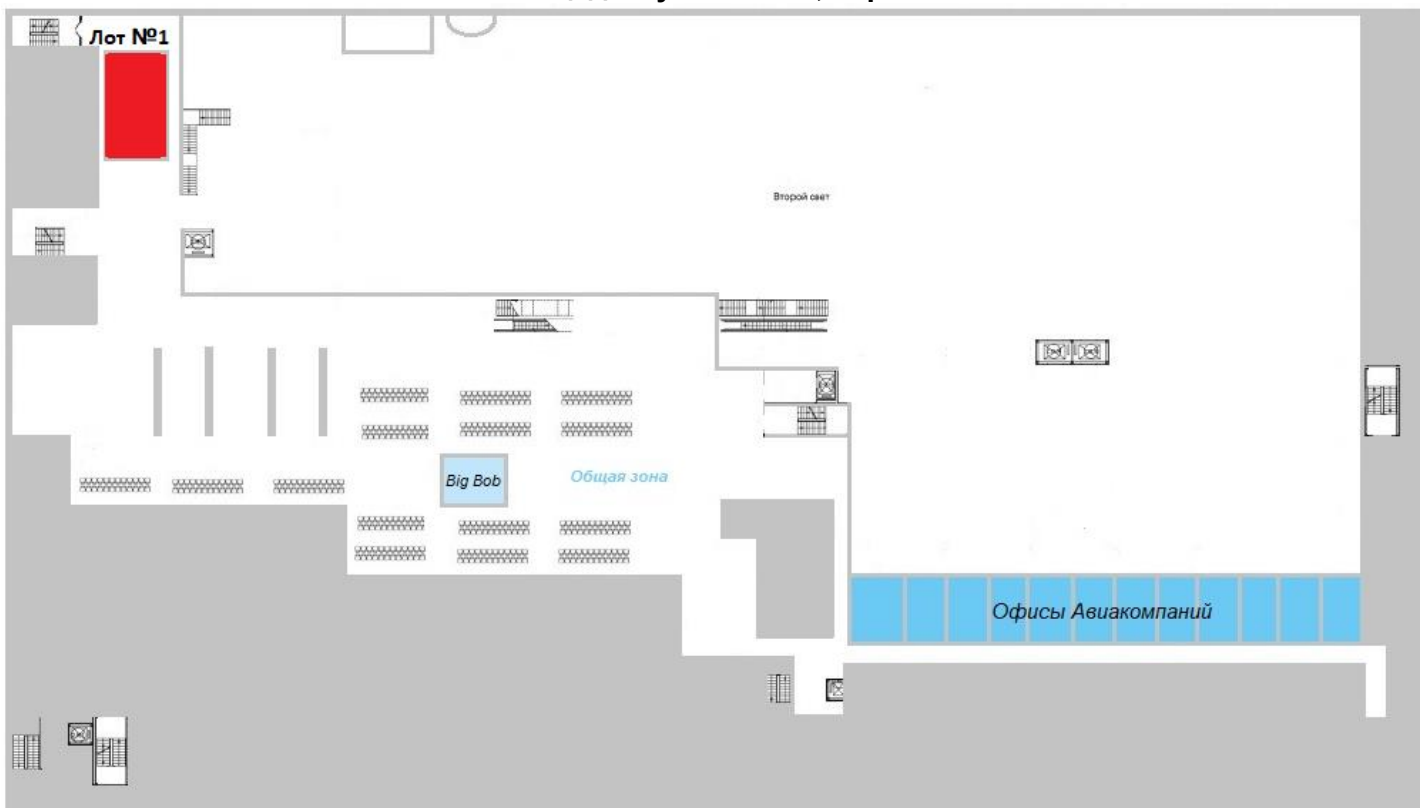 Лот №1
Второй свет
Big Bob
Общая зона
Офисы Авиакомпаний